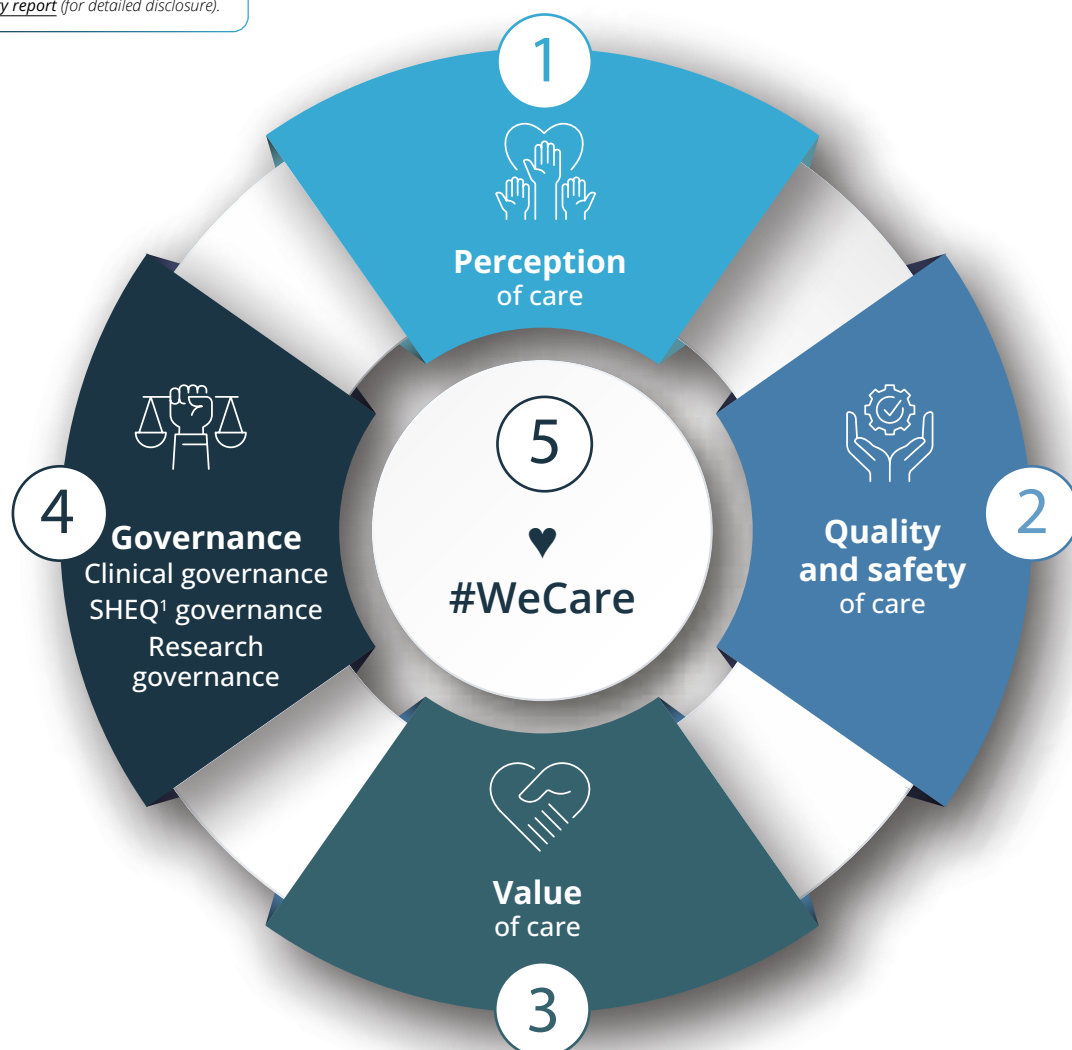 report (for detailed disclosure).
1
Perception
of care
2
Quality
and safety
of care
3
Value
of care
4
Governance
Clinical governance
SHEQ¹ governance
Research
governance
5
♥
#WeCare